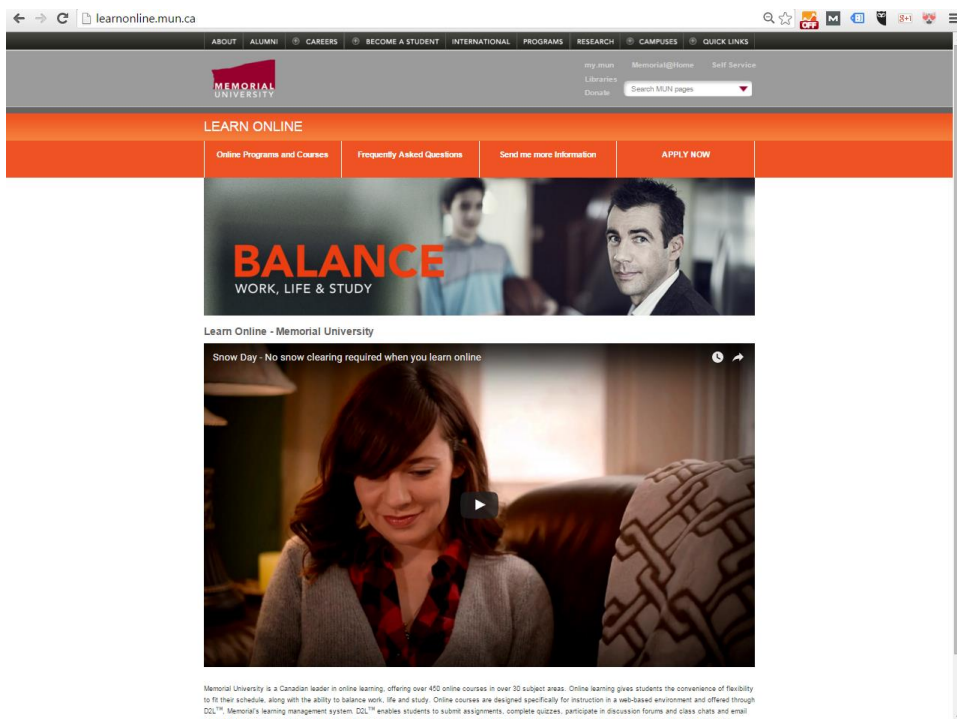 learnonline.mun.ca
OFF
M
8+1
ABOUT ALUMNI CAREERS BECOME A STUDENT INTERNATIONAL PROGRAMS RESEARCH CAMPUSES QUICK LINKS
MEMORIAL
UNIVERSITY
my.mun Memorial@Home Self Service
Libraries
Donate
Search MUN pages
LEARN ONLINE
Online Programs and Courses Frequently Asked Questions Send me more Information APPLY NOW
BALANCE
WORK, LIFE & STUDY
Learn Online - Memorial University
Snow Day - No snow clearing required when you learn online
Memorial University is a Canadian leader in online learning, offering over 450 online courses in over 30 subject areas. Online learning gives students the convenience of flexibility
to fit their schedule, along with the ability to balance work, life and study. Online courses are designed specifically for instruction in a web-based environment and offered through
D2L™, Memorial's learning management system. D2L™ enables students to submit assignments, complete quizzes, participate in discussion forums and class chats and email